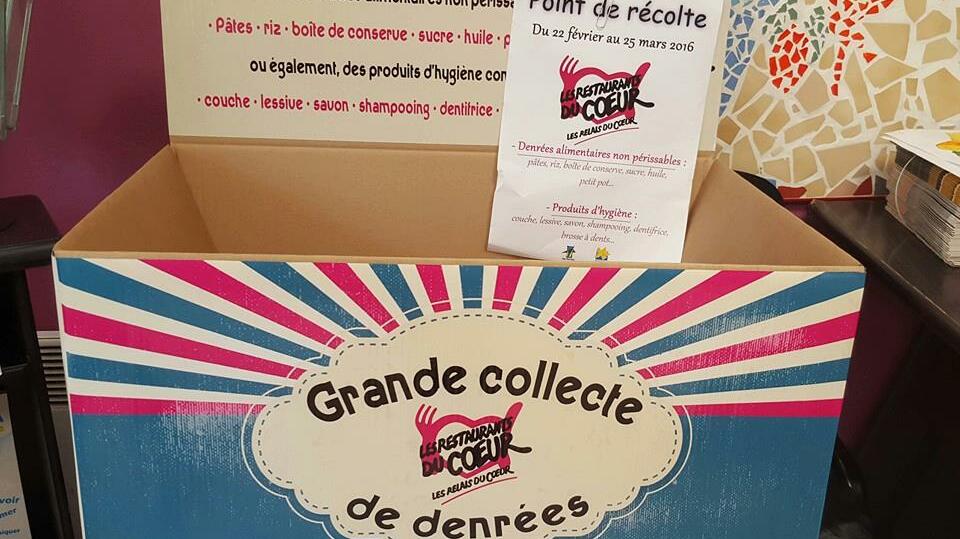 alimentaires non périssa
• Pâtes • riz • boîte de conserve • sucre • huile • p
ou également, des produits d'hygiène com
• couche • lessive • savon • shampooing • dentifrice •
Point de récolte
Du 22 février au 25 mars 2016
LES RESTAURANTS
DU COEUR
LES RELAIS DU COEUR
- Denrées alimentaires non périssables :
pâtes, riz, boîte de conserve, sucre, huile,
petit pot...
- Produits d'hygiène :
couche, lessive, savon, shampooing, dentifrice,
brosse à dents...
Grande collecte
LES RESTAURANTS
DU COEUR
LES RELAIS DU COEUR
de denrées